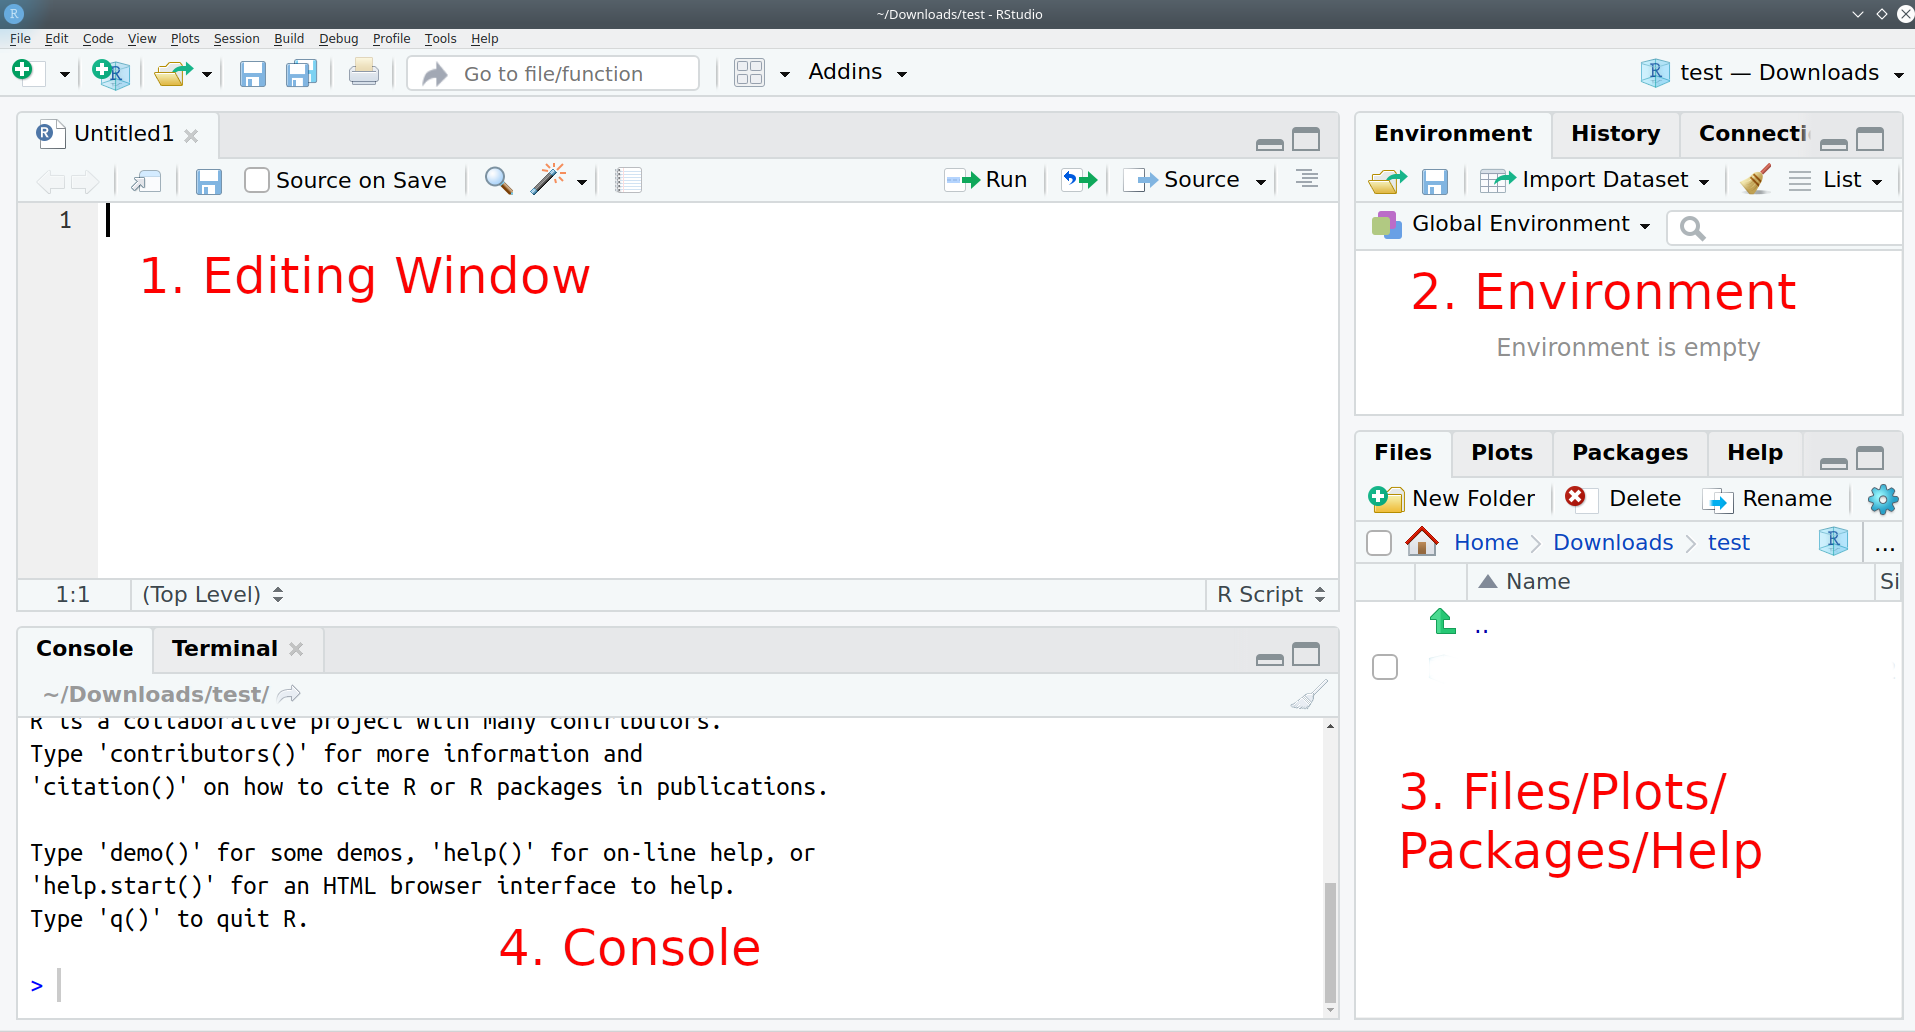 ~/Downloads/test - RStudio
File Edit Code View Plots Session Build Debug Profile Tools Help
Go to file/function Addins test — Downloads
Untitled1
Source on Save Run Source
1
1. Editing Window
1:1 (Top Level) R Script
Console Terminal
~/Downloads/test/
R is a collaborative project with many contributors.
Type 'contributors()' for more information and
'citation()' on how to cite R or R packages in publications.
Type 'demo()' for some demos, 'help()' for on-line help, or
'help.start()' for an HTML browser interface to help.
Type 'q()' to quit R.
4. Console
>
Environment History Connecti
Import Dataset List
Global Environment
2. Environment
Environment is empty
Files Plots Packages Help
New Folder Delete Rename
Home Downloads test ...
Name Si
..
3. Files/Plots/
Packages/Help